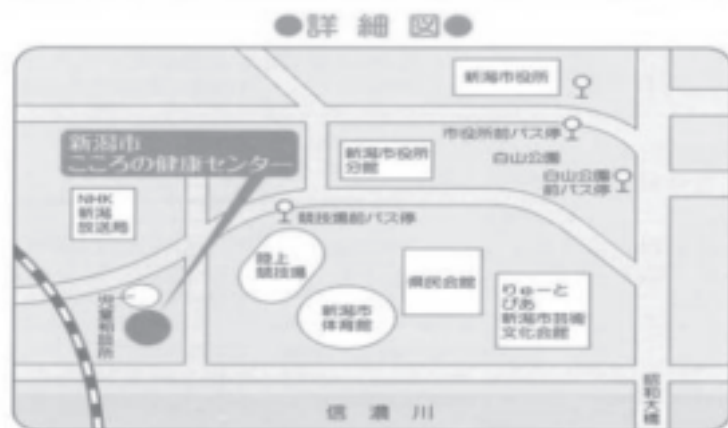 ●詳細図●
新潟市役所
市役所前バス停
新潟市
こころの健康センター
新潟市役所
分館
白山公園
白山公園
前バス停
NHK
新潟
放送局
競技場前バス停
陸上
競技場
県民会館
りゅーと
ぴあ
新潟市芸術
文化会館
新潟市
体育館
児童相談所
昭和大橋
信濃川